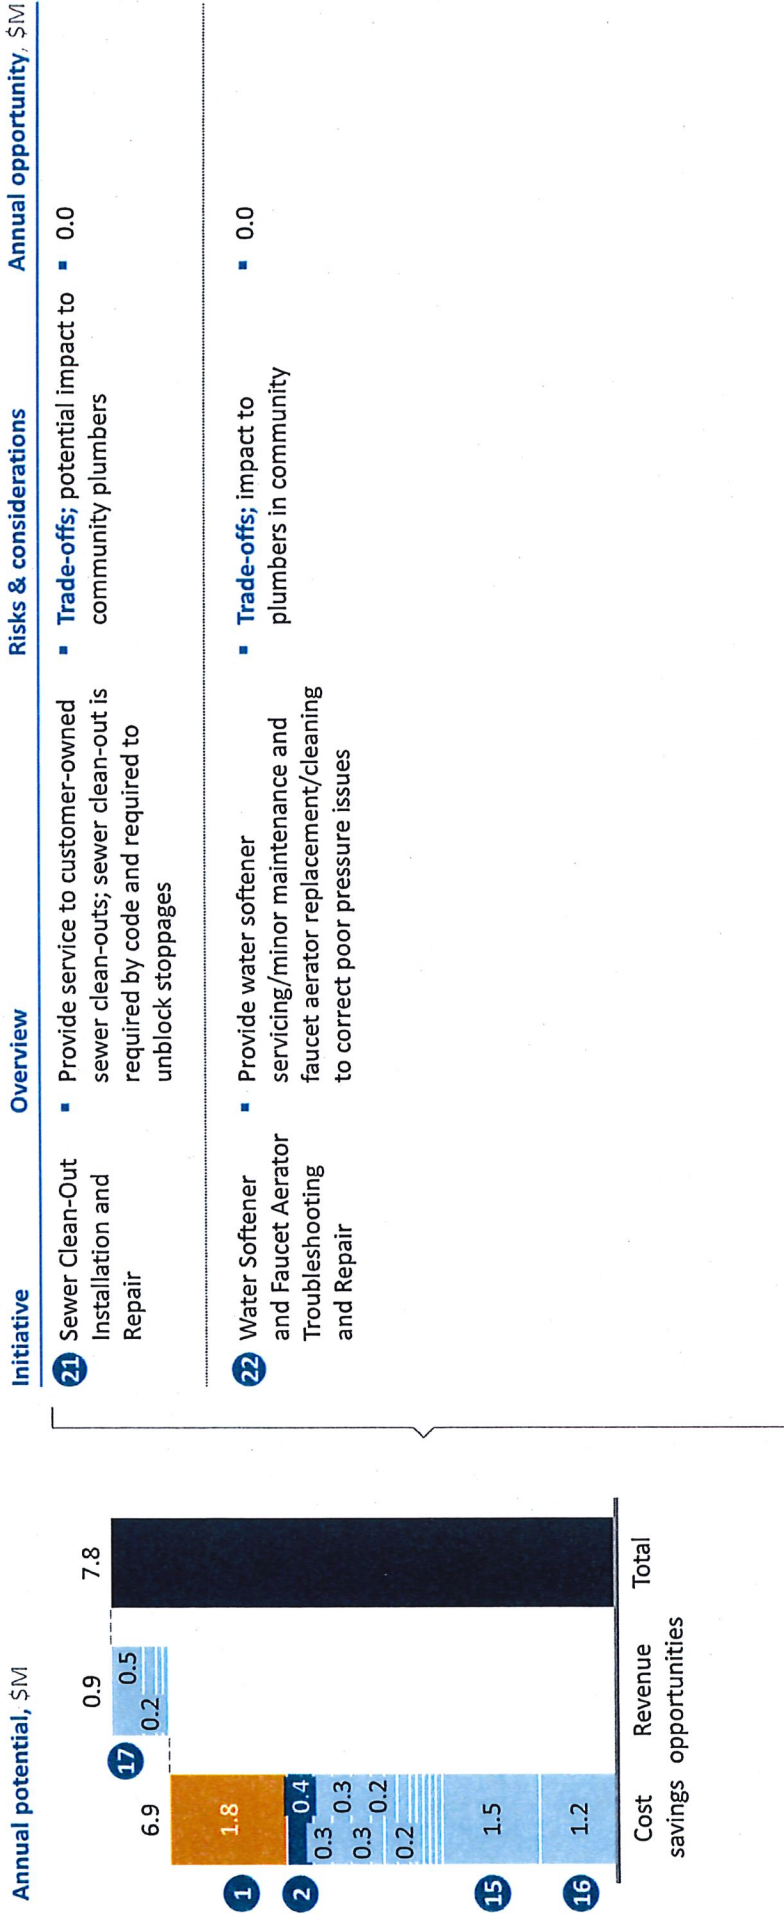 Annual potential, $M
6.9
0.9
7.8
17
0.5
0.2
1
1.8
2
0.4
0.3
0.3
0.3
0.2
0.2
15
1.5
16
1.2
Cost
savings
Revenue
opportunities
Total
Initiative
Overview
Risks & considerations
Annual opportunity, $M
21 Sewer Clean-Out
Installation and
Repair
▪ Provide service to customer-owned
sewer clean-outs; sewer clean-out is
required by code and required to
unblock stoppages
▪ Trade-offs; potential impact to
community plumbers
▪ 0.0
22 Water Softener
and Faucet Aerator
Troubleshooting
and Repair
▪ Provide water softener
servicing/minor maintenance and
faucet aerator replacement/cleaning
to correct poor pressure issues
▪ Trade-offs; impact to
plumbers in community
▪ 0.0